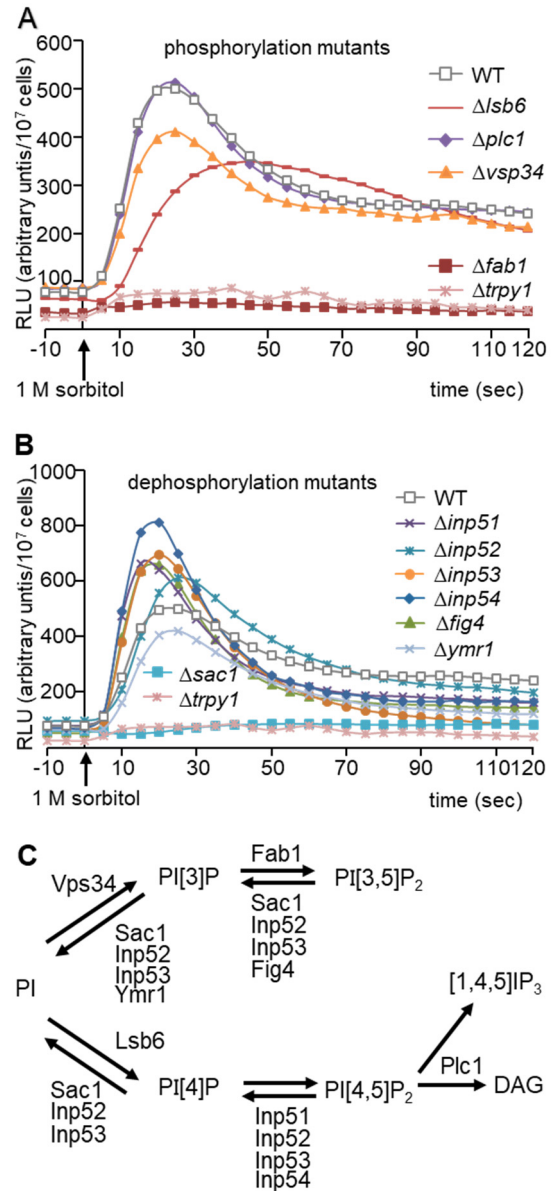 A
phosphorylation mutants
RLU (arbitrary untis/10⁷ cells)
600
500
400
300
200
100
WT
Δlsb6
Δplc1
Δvsp34
Δfab1
Δtrpy1
-10 10 30 50 70 90 110 120
1 M sorbitol
time (sec)
B
dephosphorylation mutants
RLU (arbitrary untis/10⁷ cells)
1000
800
600
400
200
WT
Δinp51
Δinp52
Δinp53
Δinp54
Δfig4
Δymr1
Δsac1
Δtrpy1
-10 10 30 50 70 90 110 120
1 M sorbitol
time (sec)
C
Fab1
Vps34
PI[3]P
PI[3,5]P₂
Sac1
Inp52
Inp53
Ymr1
Sac1
Inp52
Inp53
Fig4
PI
[1,4,5]IP₃
Lsb6
Plc1
PI[4]P
PI[4,5]P₂
DAG
Sac1
Inp52
Inp53
Inp51
Inp52
Inp53
Inp54